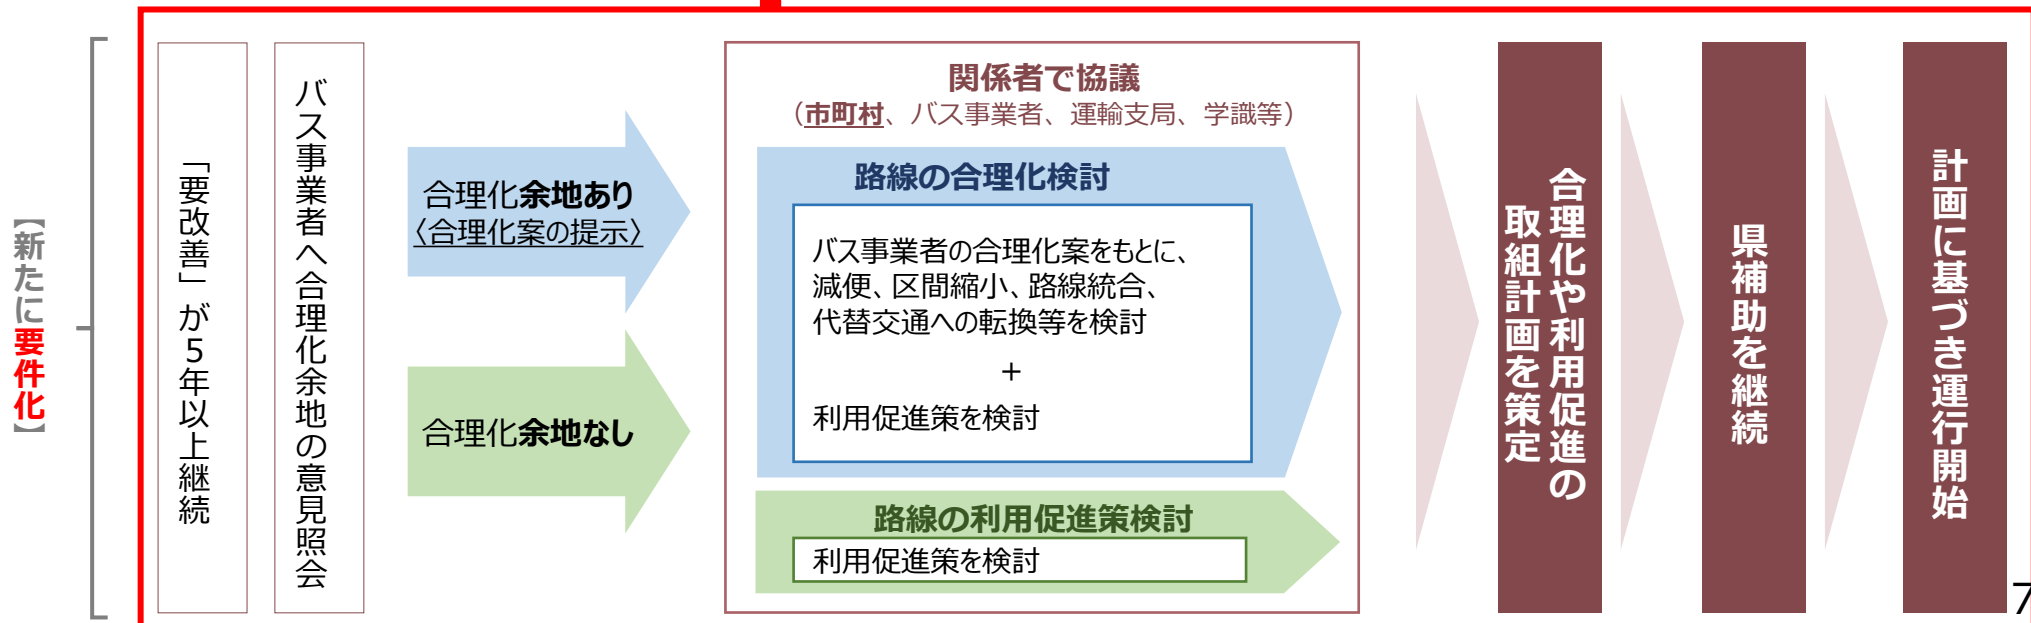 【新たに要件化】
「要改善」が５年以上継続
バス事業者へ合理化余地の意見照会
合理化余地あり
〈合理化案の提示〉
合理化余地なし
関係者で協議
（市町村、バス事業者、運輸支局、学識等）
路線の合理化検討
バス事業者の合理化案をもとに、
減便、区間縮小、路線統合、
代替交通への転換等を検討
＋
利用促進策を検討
路線の利用促進策検討
利用促進策を検討
合理化や利用促進の
取組計画を策定
県補助を継続
計画に基づき運行開始
7